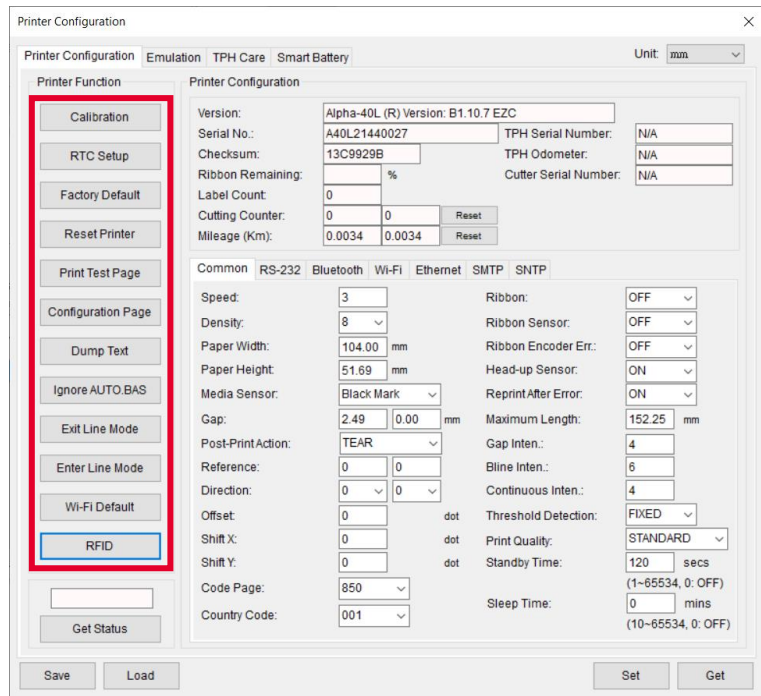 Printer Configuration
Printer Configuration Emulation TPH Care Smart Battery Unit: mm
Printer Function
Calibration
RTC Setup
Factory Default
Reset Printer
Print Test Page
Configuration Page
Dump Text
Ignore AUTO.BAS
Exit Line Mode
Enter Line Mode
Wi-Fi Default
RFID
Get Status
Printer Configuration
Version: Alpha-40L (R) Version: B1.10.7 EZC
Serial No.: A40L21440027 TPH Serial Number: N/A
Checksum: 13C9929B TPH Odometer: N/A
Ribbon Remaining: % Cutter Serial Number: N/A
Label Count: 0
Cutting Counter: 0 0 Reset
Mileage (Km): 0.0034 0.0034 Reset
Common RS-232 Bluetooth Wi-Fi Ethernet SMTP SNTP
Speed: 3 Ribbon: OFF
Density: 8 Ribbon Sensor: OFF
Paper Width: 104.00 mm Ribbon Encoder Err.: OFF
Paper Height: 51.69 mm Head-up Sensor: ON
Media Sensor: Black Mark Reprint After Error: ON
Gap: 2.49 0.00 mm Maximum Length: 152.25 mm
Post-Print Action: TEAR Gap Inten.: 4
Reference: 0 0 Bline Inten.: 6
Direction: 0 0 Continuous Inten.: 4
Offset: 0 dot Threshold Detection: FIXED
Shift X: 0 dot Print Quality: STANDARD
Shift Y: 0 dot Standby Time: 120 secs
(1~65534, 0: OFF)
Code Page: 850
Sleep Time: 0 mins
Country Code: 001
(10~65534, 0: OFF)
Save Load Set Get